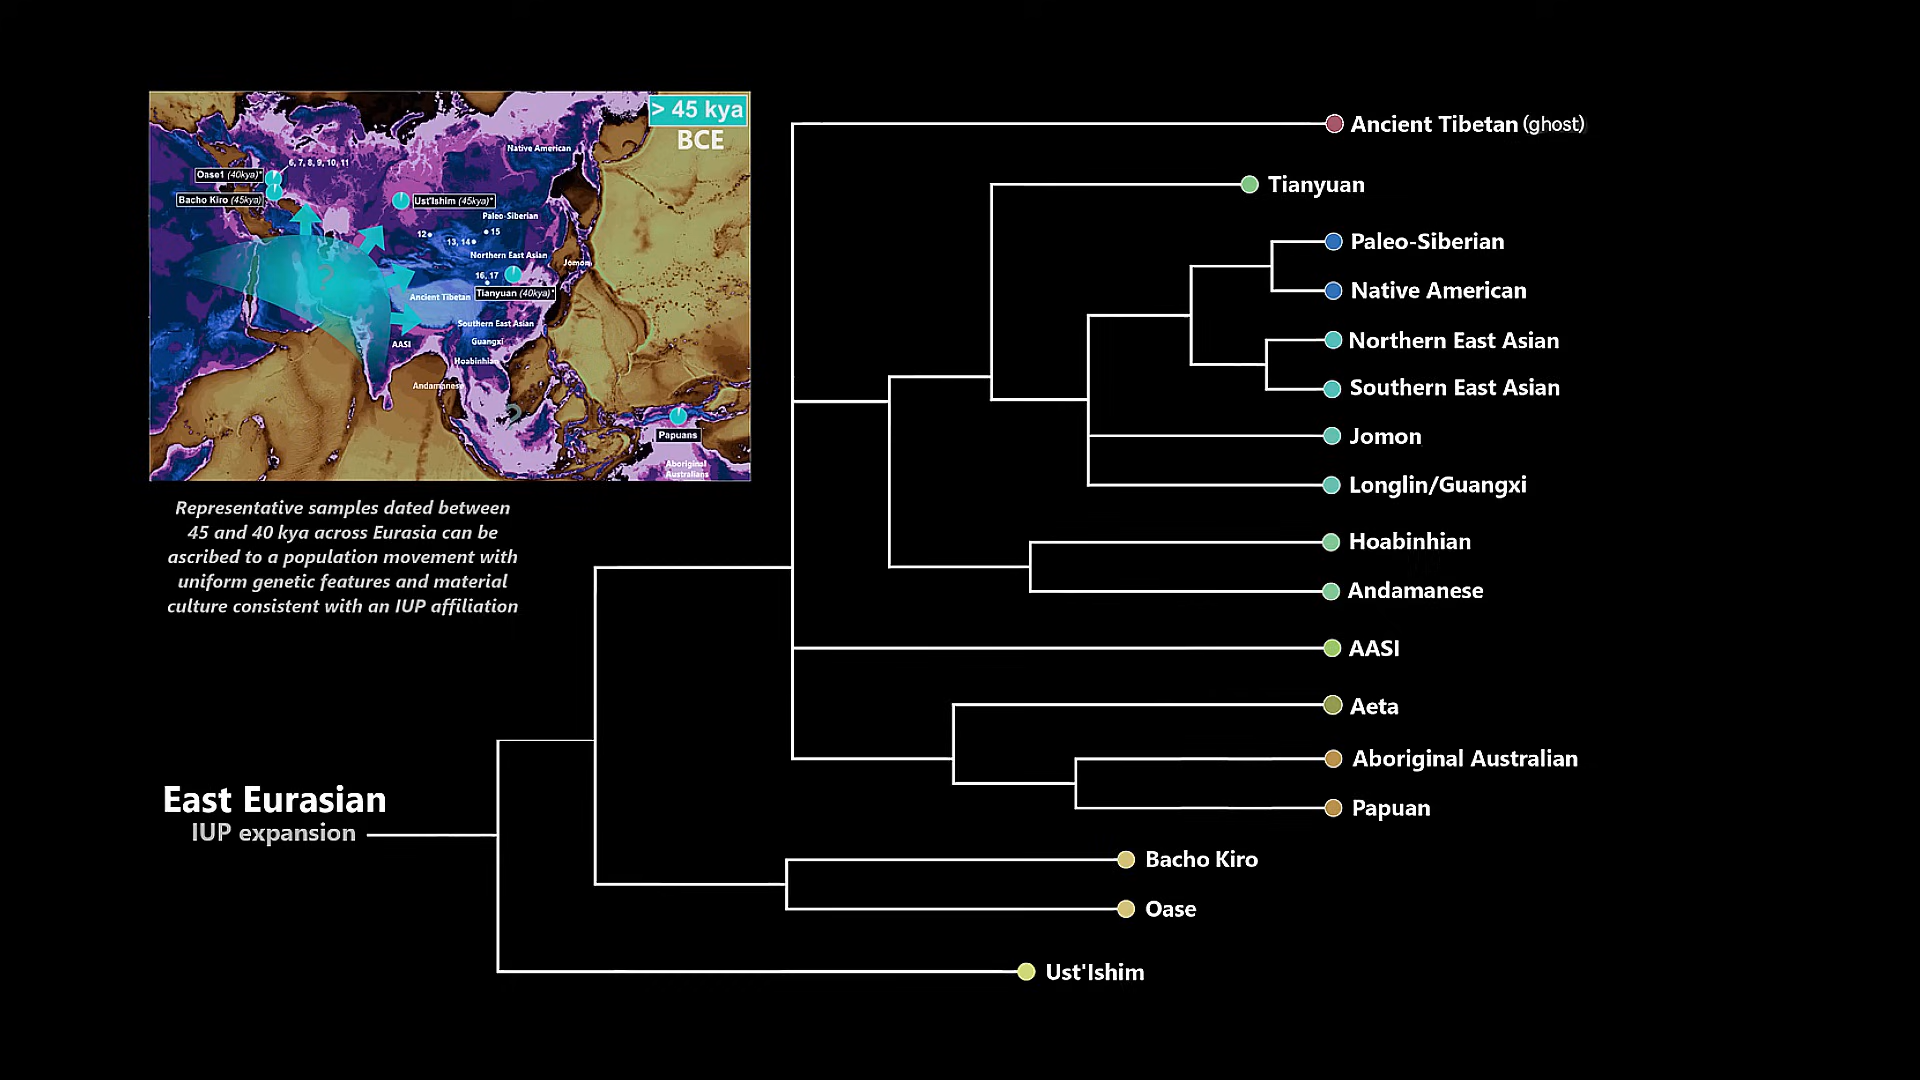 > 45 kya
BCE
Native American
6, 7, 8, 9, 10, 11
Oase1 (40kya)*
Bacho Kiro (45kya)
Ust'Ishim (45kya)*
Paleo-Siberian
12
15
13, 14
Northern East Asian
Jomon
?
16, 17
Tianyuan (40kya)*
Ancient Tibetan
Southern East Asian
AASI
Guangxi
Hoabinhian
Andamanese
?
Papuans
Aboriginal
Australians
Representative samples dated between
45 and 40 kya across Eurasia can be
ascribed to a population movement with
uniform genetic features and material
culture consistent with an IUP affiliation
East Eurasian
IUP expansion
Ancient Tibetan (ghost)
Tianyuan
Paleo-Siberian
Native American
Northern East Asian
Southern East Asian
Jomon
Longlin/Guangxi
Hoabinhian
Andamanese
AASI
Aeta
Aboriginal Australian
Papuan
Bacho Kiro
Oase
Ust'Ishim